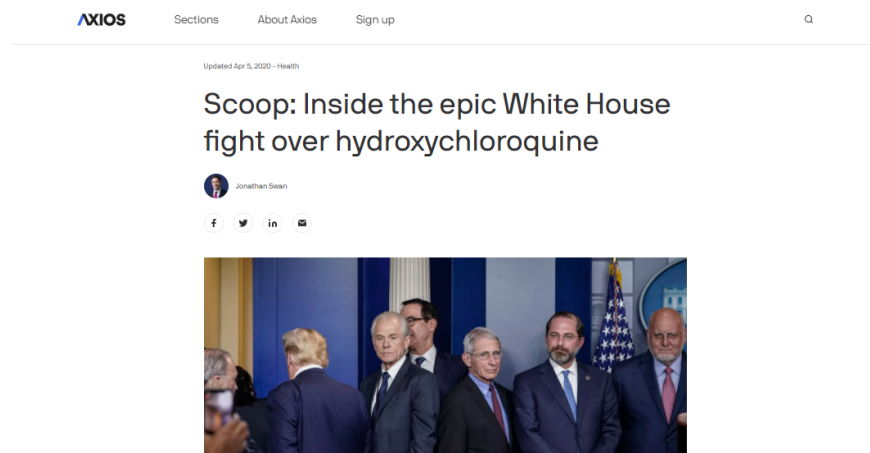 AXIOS
Sections
About Axios
Sign up
Updated Apr 5, 2020 - Health
Scoop: Inside the epic White House
fight over hydroxychloroquine
Jonathan Swan